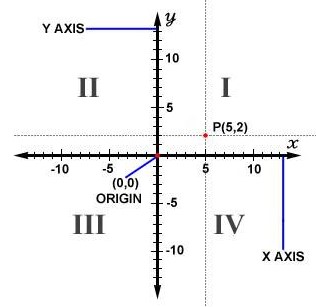 y
Y AXIS
10
II
I
5
P(5,2)
x
-10
-5
5
10
(0,0)
ORIGIN
-5
III
IV
-10
X AXIS